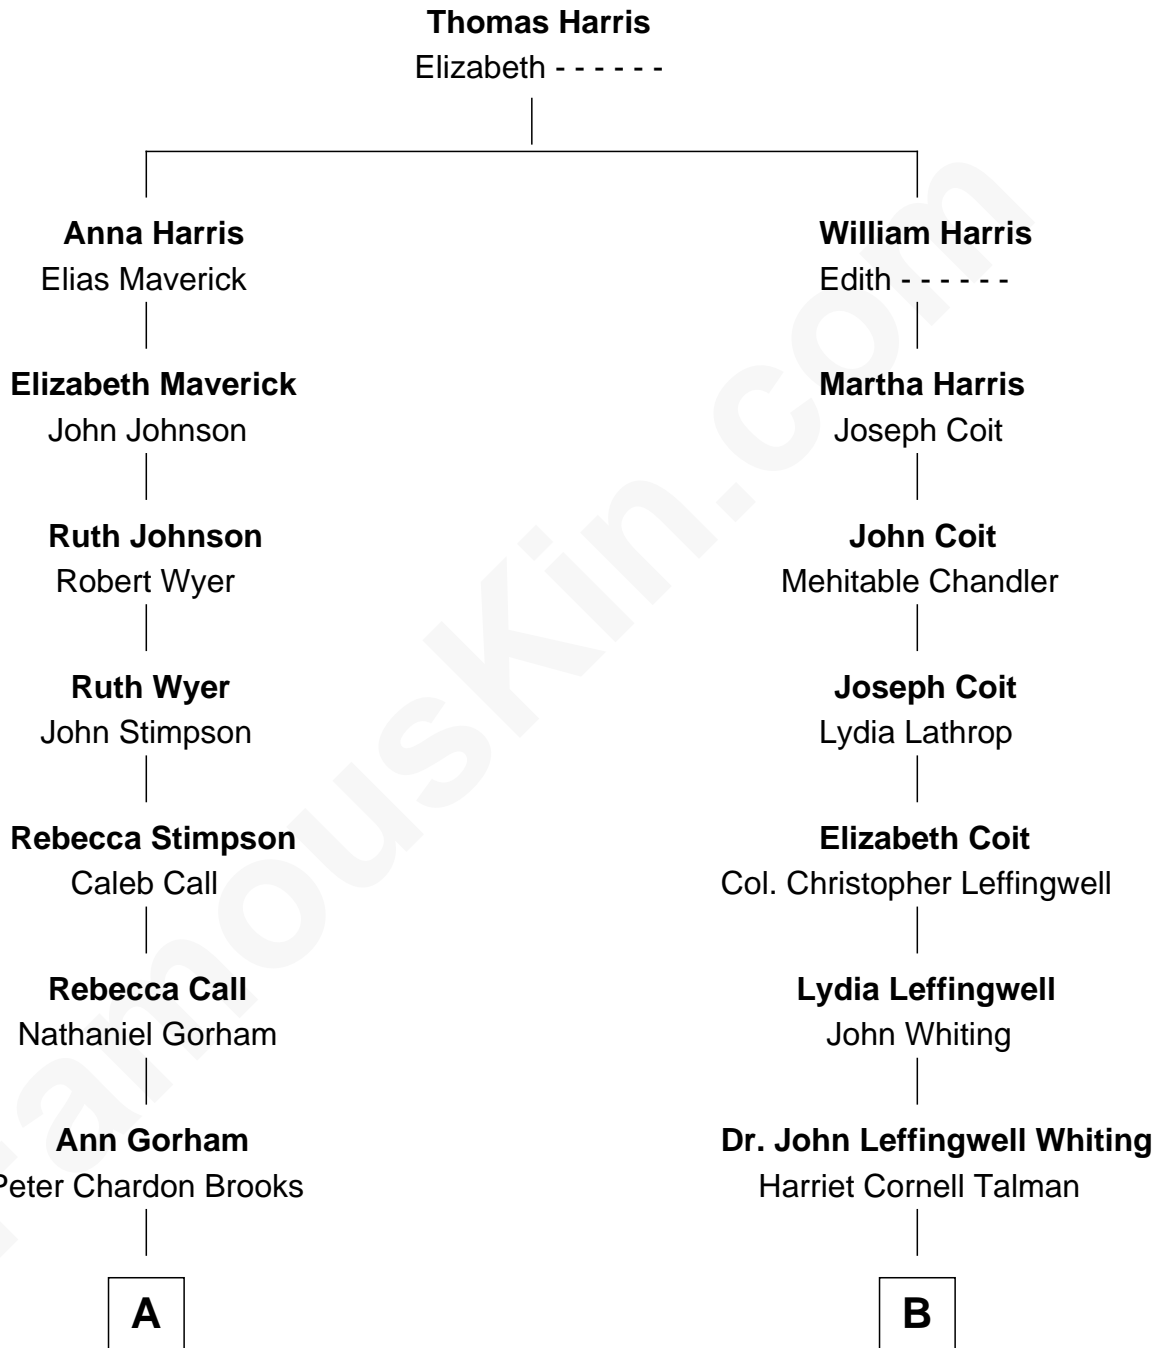 Thomas Harris
Elizabeth - - - - - -
Anna Harris
Elias Maverick
William Harris
Edith - - - - - -
Elizabeth Maverick
John Johnson
Martha Harris
Joseph Coit
Ruth Johnson
Robert Wyer
John Coit
Mehitable Chandler
Ruth Wyer
John Stimpson
Joseph Coit
Lydia Lathrop
Rebecca Stimpson
Caleb Call
Elizabeth Coit
Col. Christopher Leffingwell
Rebecca Call
Nathaniel Gorham
Lydia Leffingwell
John Whiting
Ann Gorham
Peter Chardon Brooks
Dr. John Leffingwell Whiting
Harriet Cornell Talman
A
B
FamousKin.com